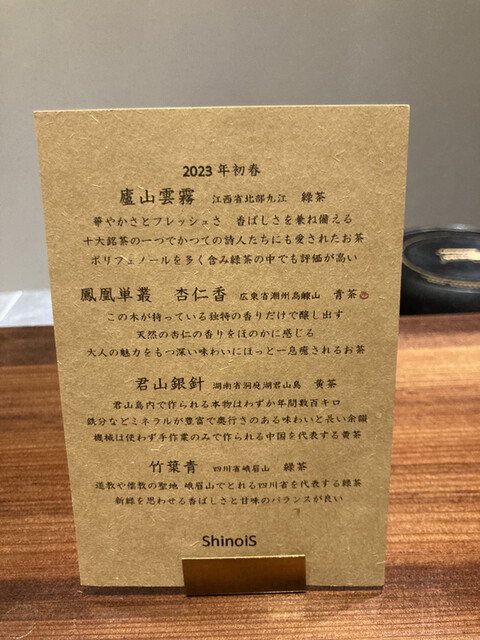 2023年初春
廬山雲霧 江西省北部九江 緑茶
華やかさとフレッシュさ 香ばしさを兼ね備える
十大銘茶の一つでかつての詩人たちにも愛されたお茶
ポリフェノールを多く含み緑茶の中でも評価が高い
鳳凰単叢 杏仁香 広東省潮州烏崠山 青茶
この木が持っている独特の香りだけで醸し出す
天然の杏仁の香りをほのかに感じる
大人の魅力をもつ深い味わいにほっと一息癒されるお茶
君山銀針 湖南省洞庭湖君山島 黄茶
君山島内で作られる本物はわずか年間数百キロ
鉄分などミネラルが豊富で奥行きのある味わいと長い余韻
機械は使わず手作業のみで作られる中国を代表する黄茶
竹葉青 四川省峨眉山 緑茶
道教や儒教の聖地 峨眉山でとれる四川省を代表する緑茶
新緑を思わせる香ばしさと甘味のバランスが良い
ShinoiS